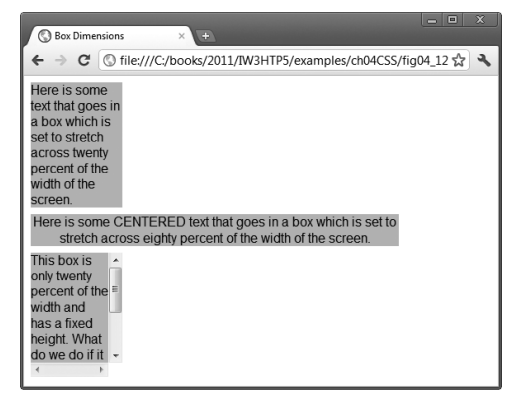 Box Dimensions
file:///C:/books/2011/IW3HTP5/examples/ch04CSS/fig04_12
Here is some
text that goes in
a box which is
set to stretch
across twenty
percent of the
width of the
screen.
Here is some CENTERED text that goes in a box which is set to
stretch across eighty percent of the width of the screen.
This box is
only twenty
percent of the
width and
has a fixed
height. What
do we do if it